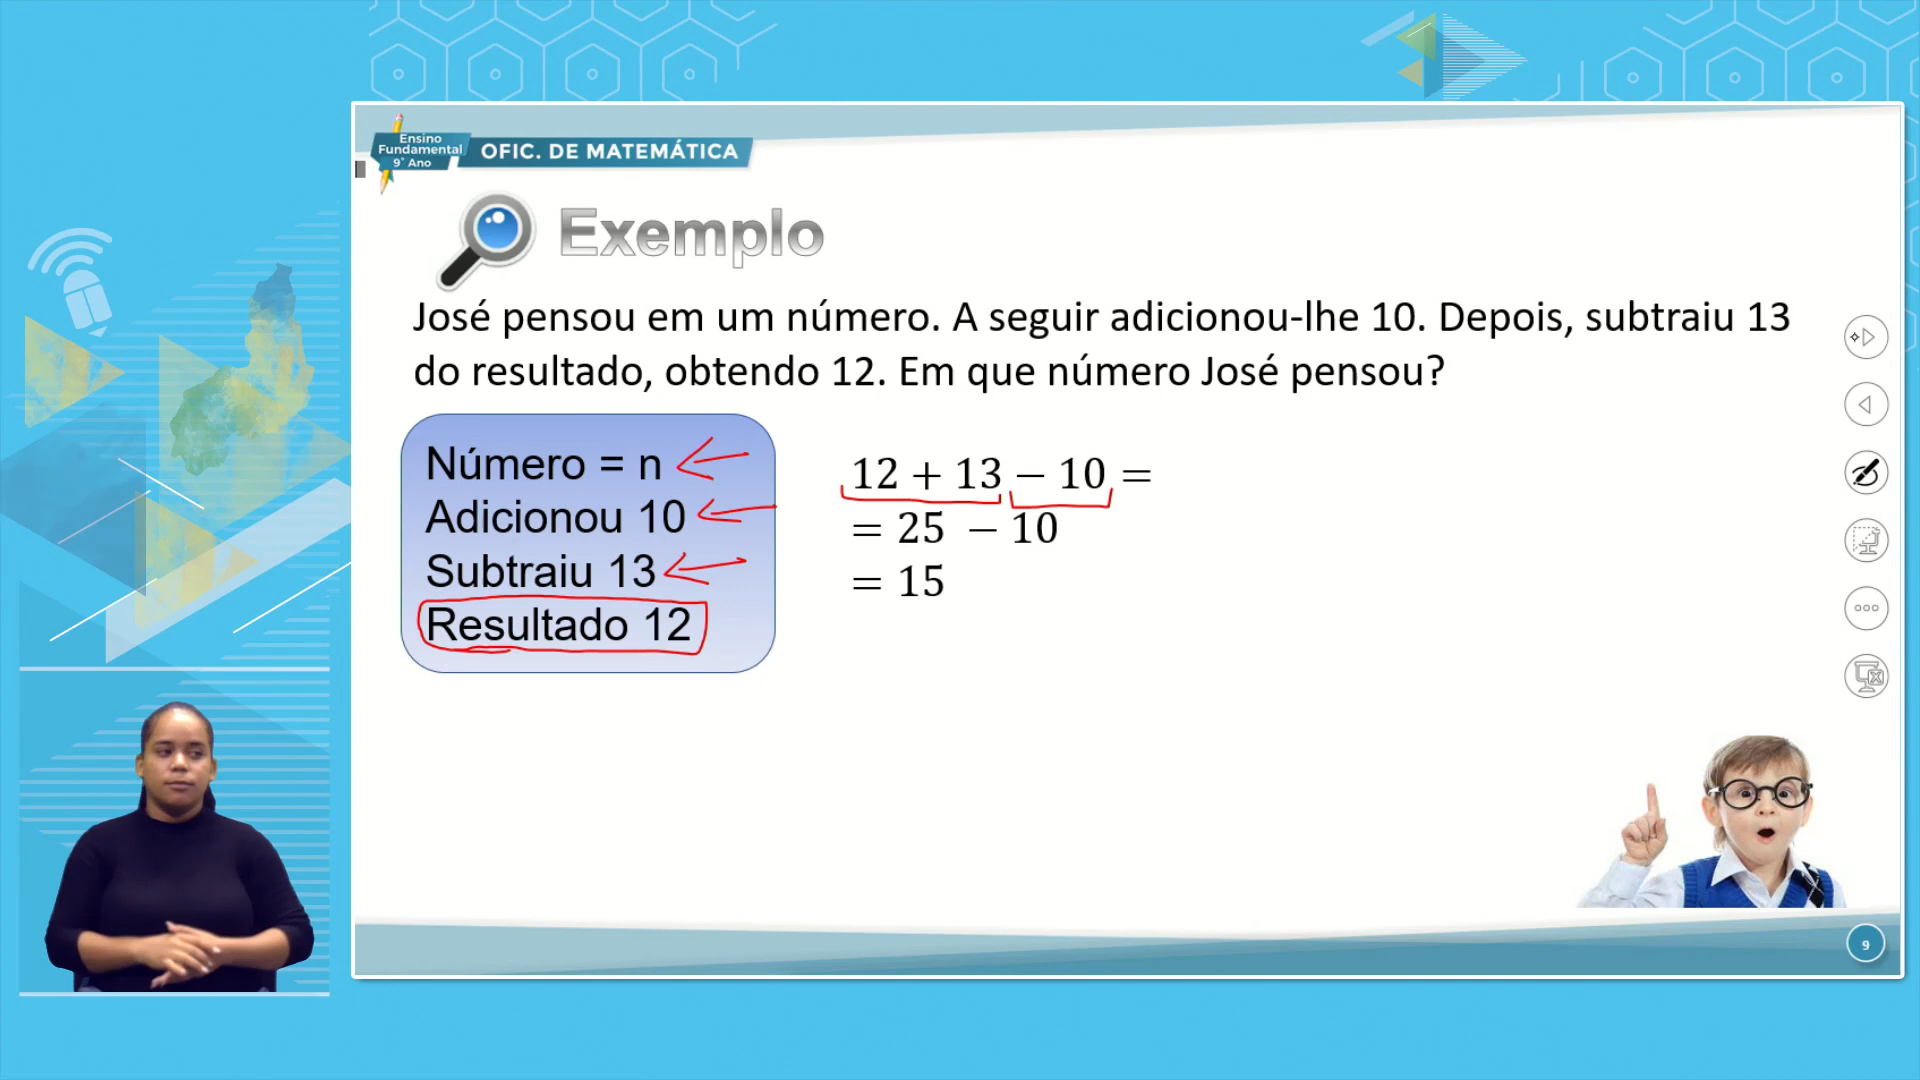 Ensino
Fundamental
9° Ano
OFIC. DE MATEMÁTICA
Exemplo
José pensou em um número. A seguir adicionou-lhe 10. Depois, subtraiu 13
do resultado, obtendo 12. Em que número José pensou?
Número = n
Adicionou 10
Subtraiu 13
Resultado 12
12 + 13 − 10 =
= 25 − 10
= 15
9